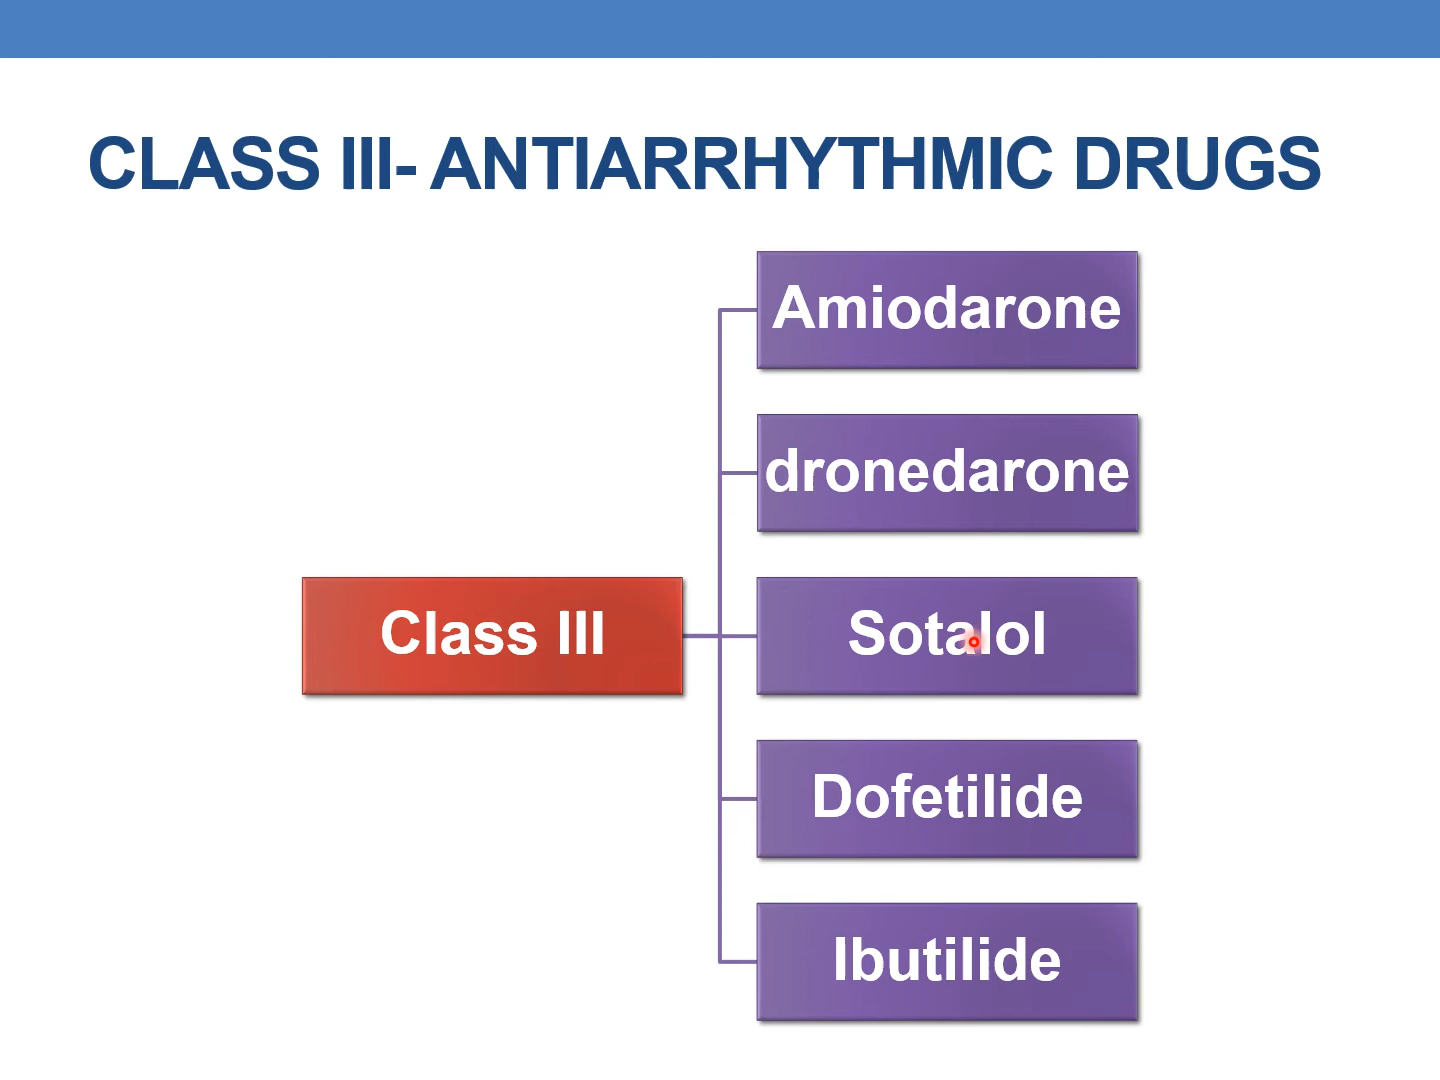 CLASS III- ANTIARRHYTHMIC DRUGS
Class III
Amiodarone
dronedarone
Sotalol
Dofetilide
Ibutilide